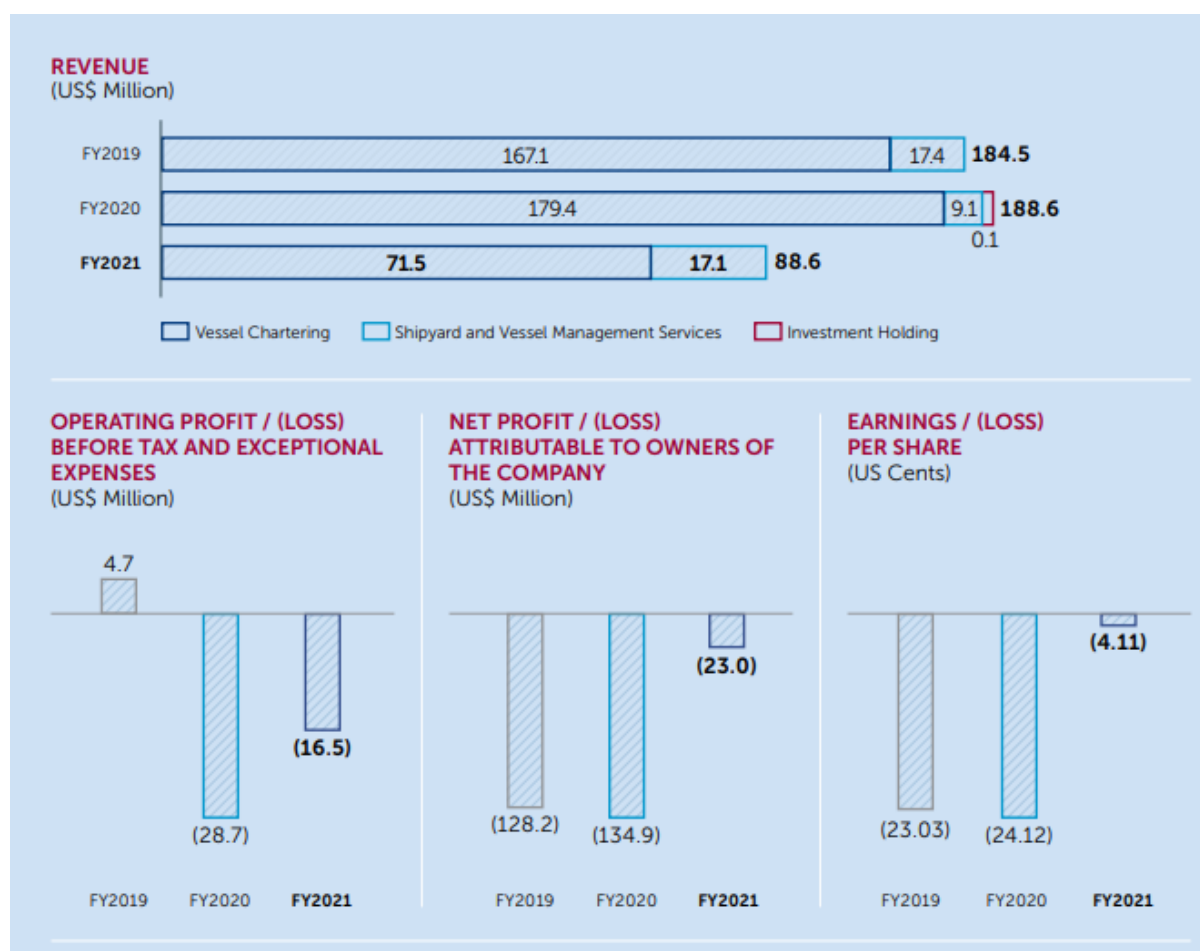 REVENUE
(US$ Million)
FY2019 167.1 17.4 184.5
FY2020 179.4 9.1 188.6
0.1
FY2021 71.5 17.1 88.6
Vessel Chartering Shipyard and Vessel Management Services Investment Holding
OPERATING PROFIT / (LOSS)
BEFORE TAX AND EXCEPTIONAL
EXPENSES
(US$ Million)
4.7
(28.7)
(16.5)
FY2019 FY2020 FY2021
NET PROFIT / (LOSS)
ATTRIBUTABLE TO OWNERS OF
THE COMPANY
(US$ Million)
(128.2)
(134.9)
(23.0)
FY2019 FY2020 FY2021
EARNINGS / (LOSS)
PER SHARE
(US Cents)
(23.03)
(24.12)
(4.11)
FY2019 FY2020 FY2021